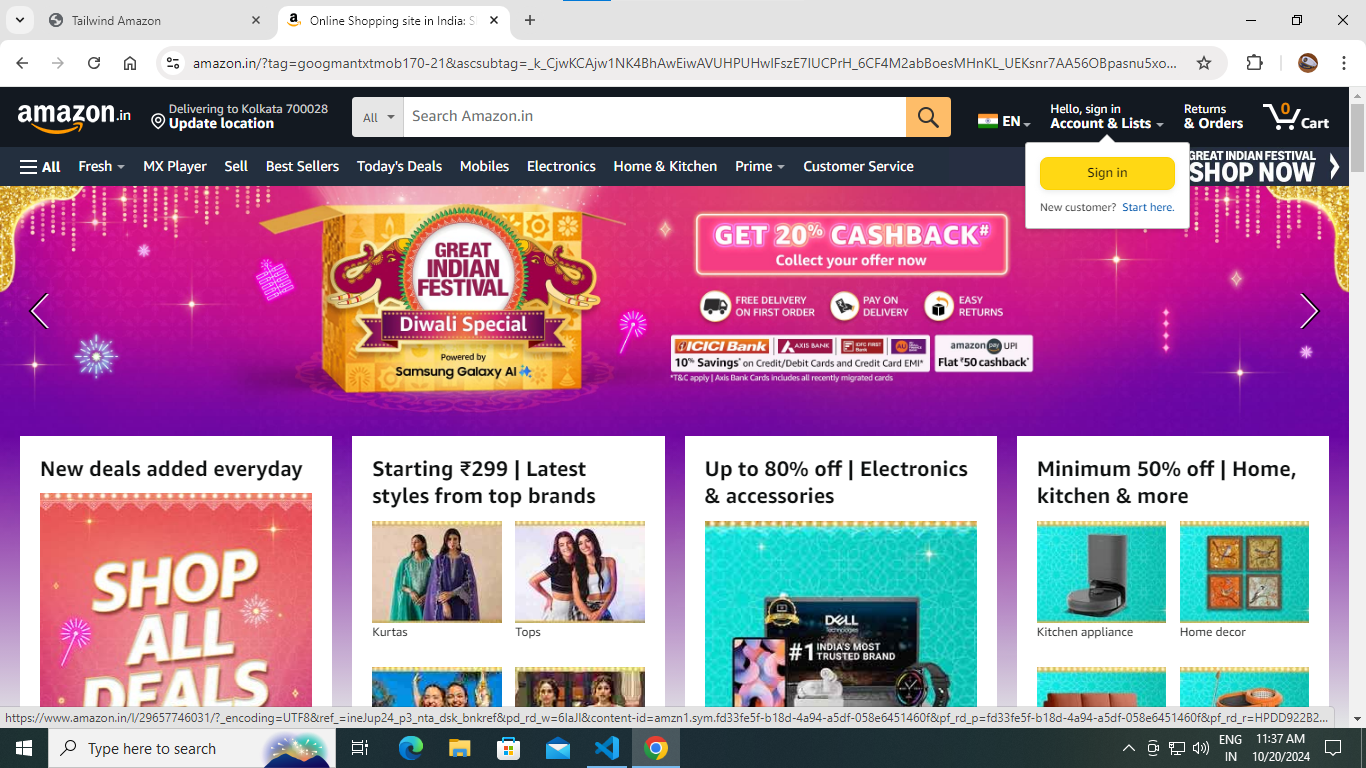 Tailwind Amazon
Online Shopping site in India: S
amazon.in/?tag=googmantxtmob170-21&ascsubtag=_k_CjwKCAjw1NK4BhAwEiwAVUHPUHwIFszE7IUCPrH_6CF4M2abBoesMHnKL_UEKsnr7AA56OBpasnu5xo...
amazon.in
Delivering to Kolkata 700028
Update location
All
Search Amazon.in
EN
Hello, sign in
Account & Lists
Returns
& Orders
0
Cart
All
Fresh
MX Player
Sell
Best Sellers
Today's Deals
Mobiles
Electronics
Home & Kitchen
Prime
Customer Service
GREAT INDIAN FESTIVAL
SHOP NOW
Sign in
New customer? Start here.
GREAT
INDIAN
FESTIVAL
Diwali Special
Powered by
Samsung Galaxy AI
GET 20% CASHBACK#
Collect your offer now
FREE DELIVERY
ON FIRST ORDER
PAY ON
DELIVERY
EASY
RETURNS
ICICI Bank
AXIS BANK
IDFC FIRST
Bank
AU
10% Savings* on Credit/Debit Cards and Credit Card EMI*
amazon pay UPI
Flat ₹50 cashback*
*T&C apply | Axis Bank Cards includes all recently migrated cards
New deals added everyday
SHOP
ALL
DEALS
Starting ₹299 | Latest
styles from top brands
Kurtas
Tops
Up to 80% off | Electronics
& accessories
DELL
Technologies
#1 INDIA'S MOST
TRUSTED BRAND
Minimum 50% off | Home,
kitchen & more
Kitchen appliance
Home decor
https://www.amazon.in/l/29657746031/?_encoding=UTF8&ref_=ineJup24_p3_nta_dsk_bnkref&pd_rd_w=6IaJI&content-id=amzn1.sym.fd33fe5f-b18d-4a94-a5df-058e6451460f&pf_rd_p=fd33fe5f-b18d-4a94-a5df-058e6451460f&pf_rd_r=HPDD922B2...
Type here to search
ENG
IN
11:37 AM
10/20/2024